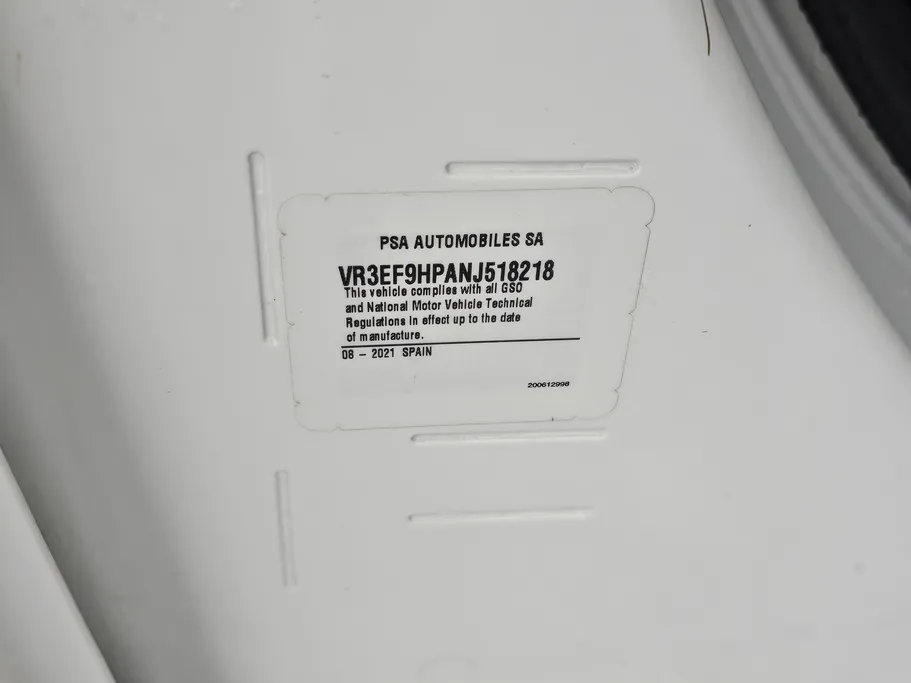 PSA AUTOMOBILES SA
VR3EF9HPANJ518218
This vehicle complies with all GSO
and National Motor Vehicle Technical
Regulations in effect up to the date
of manufacture.
08 – 2021 SPAIN
200612998